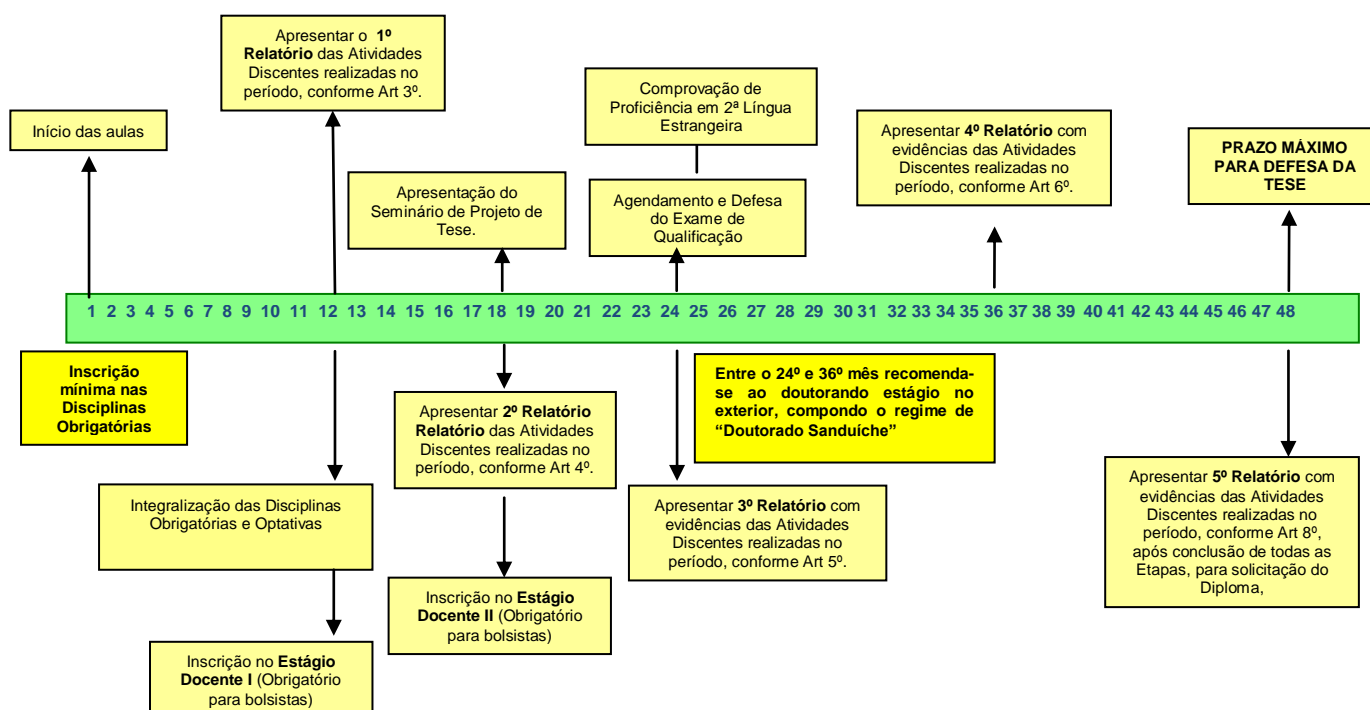 Apresentar o 1º
Relatório das Atividades
Discentes realizadas no
período, conforme Art 3º.
Comprovação de
Proficiência em 2ª Língua
Estrangeira
Início das aulas
Apresentar 4º Relatório com
evidências das Atividades
Discentes realizadas no
período, conforme Art 6º.
PRAZO MÁXIMO
PARA DEFESA DA
TESE
Apresentação do
Seminário de Projeto de
Tese.
Agendamento e Defesa
do Exame de
Qualificação
1 2 3 4 5 6 7 8 9 10 11 12 13 14 15 16 17 18 19 20 21 22 23 24 25 26 27 28 29 30 31 32 33 34 35 36 37 38 39 40 41 42 43 44 45 46 47 48
Inscrição
mínima nas
Disciplinas
Obrigatórias
Entre o 24º e 36º mês recomenda-
se ao doutorando estágio no
exterior, compondo o regime de
“Doutorado Sanduíche”
Apresentar 2º Relatório
Relatório das Atividades
Discentes realizadas no
período, conforme Art 4º.
Integralização das Disciplinas
Obrigatórias e Optativas
Apresentar 3º Relatório com
evidências das Atividades
Discentes realizadas no
período, conforme Art 5º.
Apresentar 5º Relatório com
evidências das Atividades
Discentes realizadas no
período, conforme Art 8º,
após conclusão de todas as
Etapas, para solicitação do
Diploma,
Inscrição no Estágio
Docente II (Obrigatório
para bolsistas)
Inscrição no Estágio
Docente I (Obrigatório
para bolsistas)